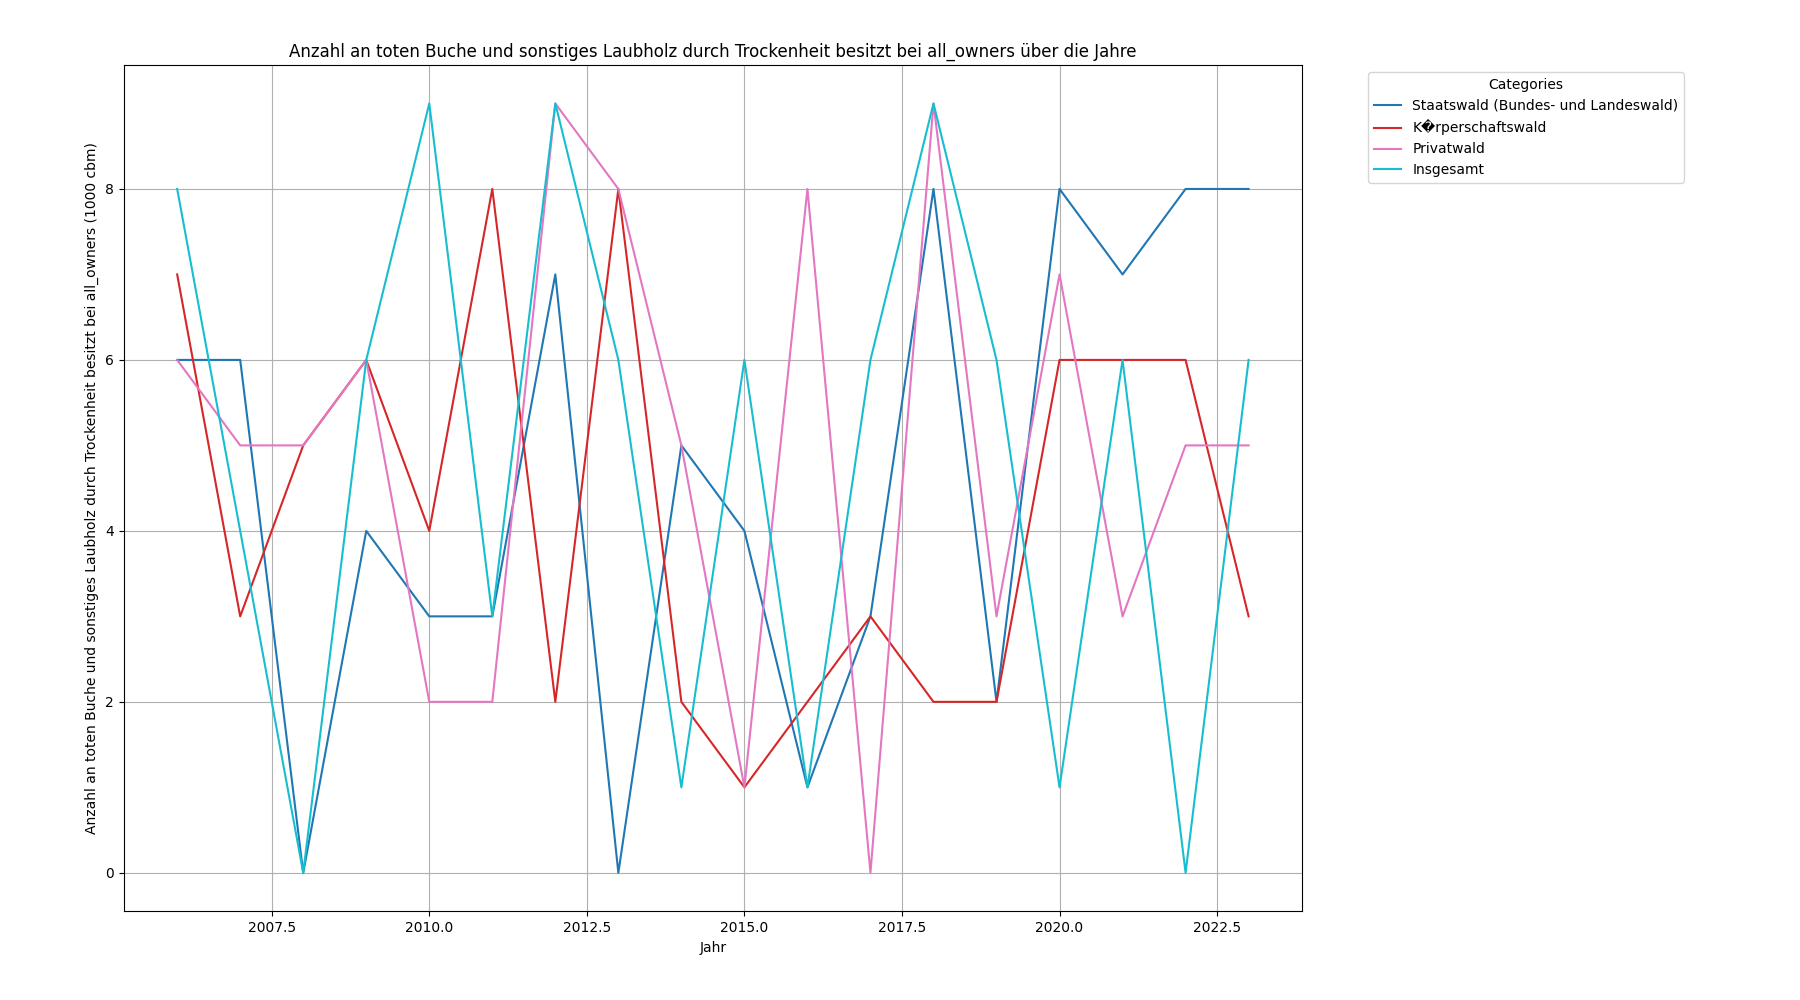 Anzahl an toten Buche und sonstiges Laubholz durch Trockenheit besitzt bei all_owners über die Jahre
Anzahl an toten Buche und sonstiges Laubholz durch Trockenheit besitzt bei all_owners (1000 cbm)
8
6
4
2
0
2007.5
2010.0
2012.5
2015.0
2017.5
2020.0
2022.5
Jahr
Categories
Staatswald (Bundes- und Landeswald)
K�rperschaftswald
Privatwald
Insgesamt